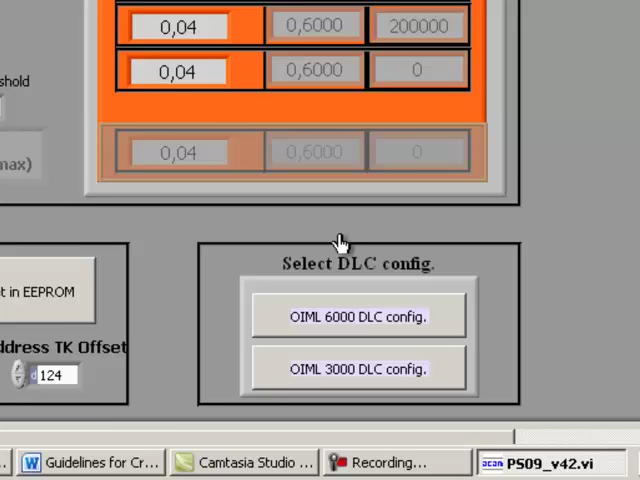 0,04 0,6000 200000
0,04 0,6000 0
shold
0,04 0,6000 0
max)
Select DLC config.
t in EEPROM
OIML 6000 DLC config.
ddress TK Offset
OIML 3000 DLC config.
d 124
.. Guidelines for Cr... Camtasia Studio ... Recording... acam PS09_v42.vi